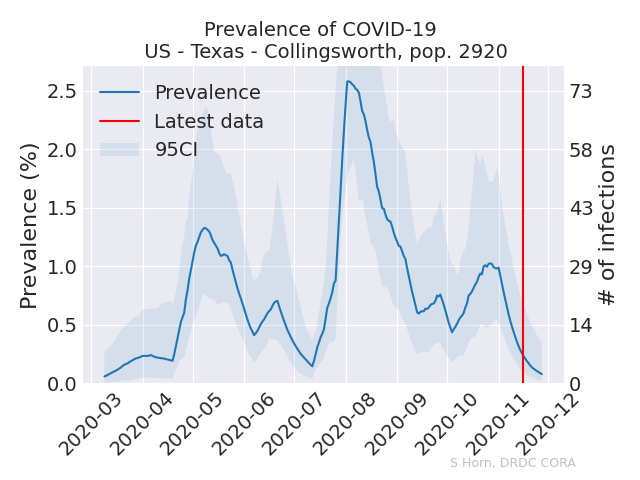 Prevalence of COVID-19
US - Texas - Collingsworth, pop. 2920
Prevalence
Latest data
95CI
Prevalence (%)
2.5
2.0
1.5
1.0
0.5
0.0
73
58
43
29
14
0
# of infections
2020-03
2020-04
2020-05
2020-06
2020-07
2020-08
2020-09
2020-10
2020-11
2020-12
S Horn, DRDC CORA